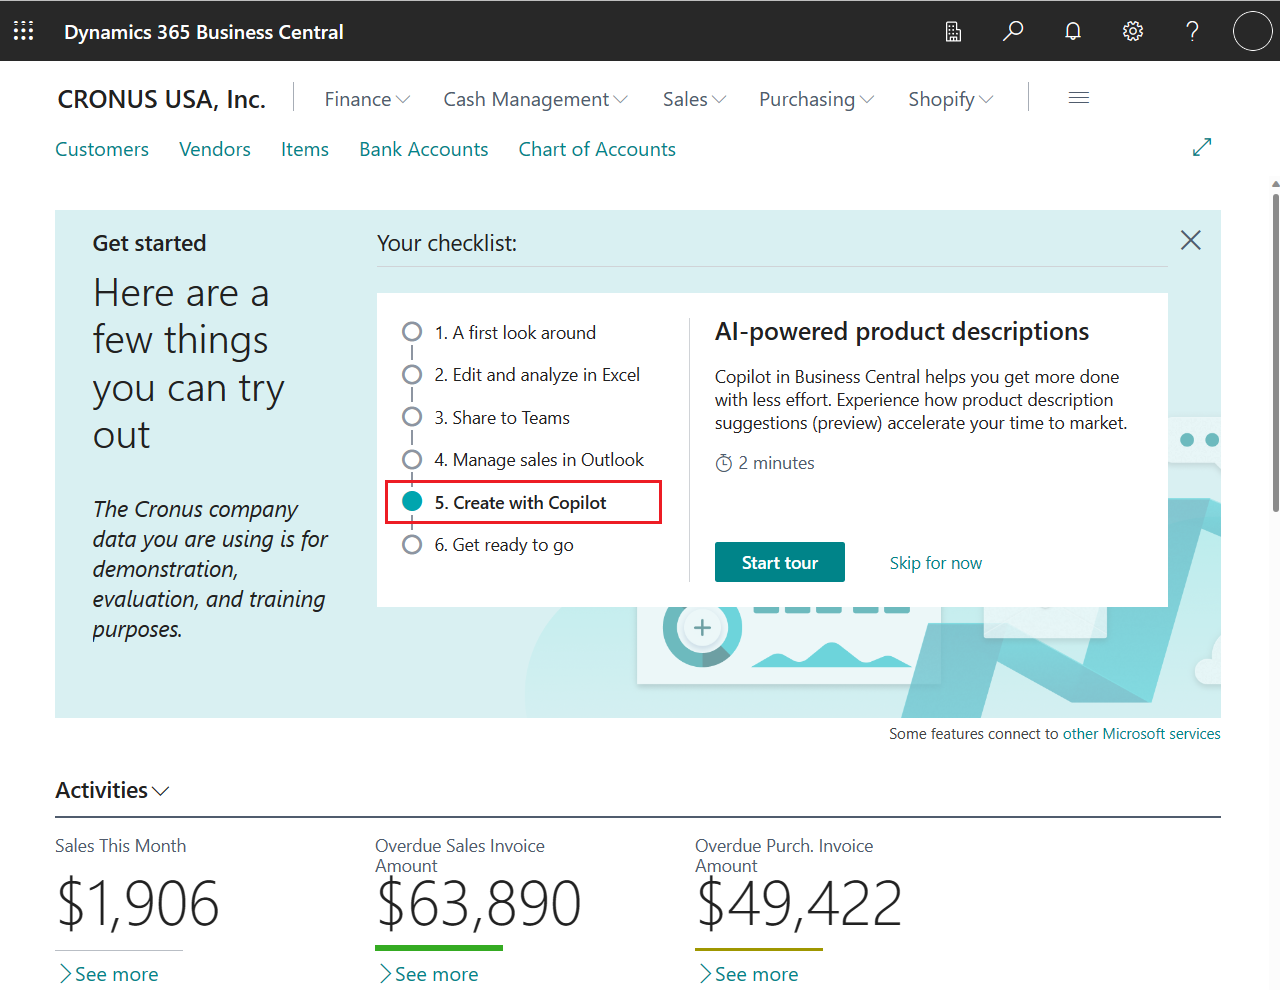 Dynamics 365 Business Central
CRONUS USA, Inc.
Finance
Cash Management
Sales
Purchasing
Shopify
Customers
Vendors
Items
Bank Accounts
Chart of Accounts
Get started
Here are a
few things
you can try
out
The Cronus company
data you are using is for
demonstration,
evaluation, and training
purposes.
Your checklist:
1. A first look around
2. Edit and analyze in Excel
3. Share to Teams
4. Manage sales in Outlook
5. Create with Copilot
6. Get ready to go
AI-powered product descriptions
Copilot in Business Central helps you get more done
with less effort. Experience how product description
suggestions (preview) accelerate your time to market.
2 minutes
Start tour
Skip for now
Some features connect to other Microsoft services
Activities
Sales This Month
$1,906
See more
Overdue Sales Invoice
Amount
$63,890
See more
Overdue Purch. Invoice
Amount
$49,422
See more